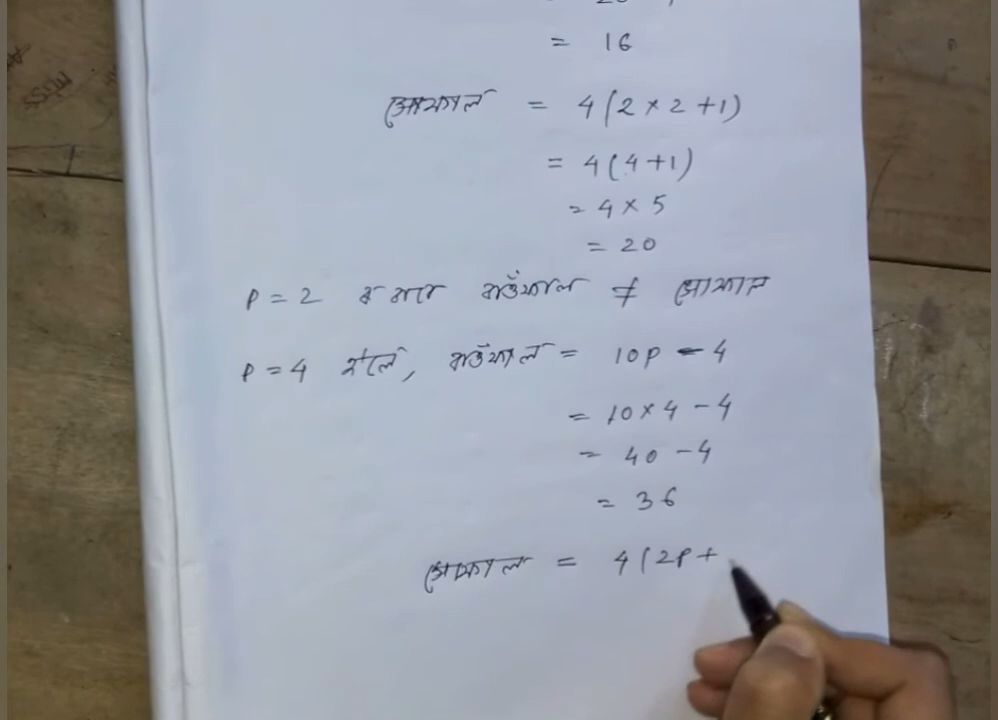 = 16
সোঁফাল = 4(2×2+1)
= 4(4+1)
= 4×5
= 20
P=2 ৰ বাবে বাওঁফাল ≠ সোঁফাল
P=4 হ'লে, বাওঁফাল = 10P - 4
= 10×4 - 4
= 40 - 4
= 36
সোঁফাল = 4(2P+